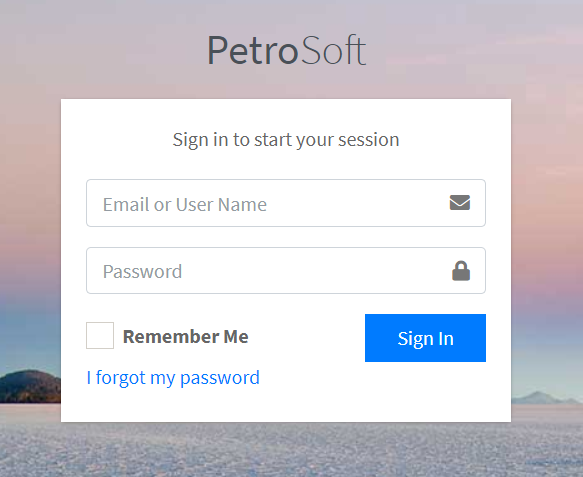 PetroSoft
Sign in to start your session
Email or User Name
Password
Remember Me
Sign In
I forgot my password